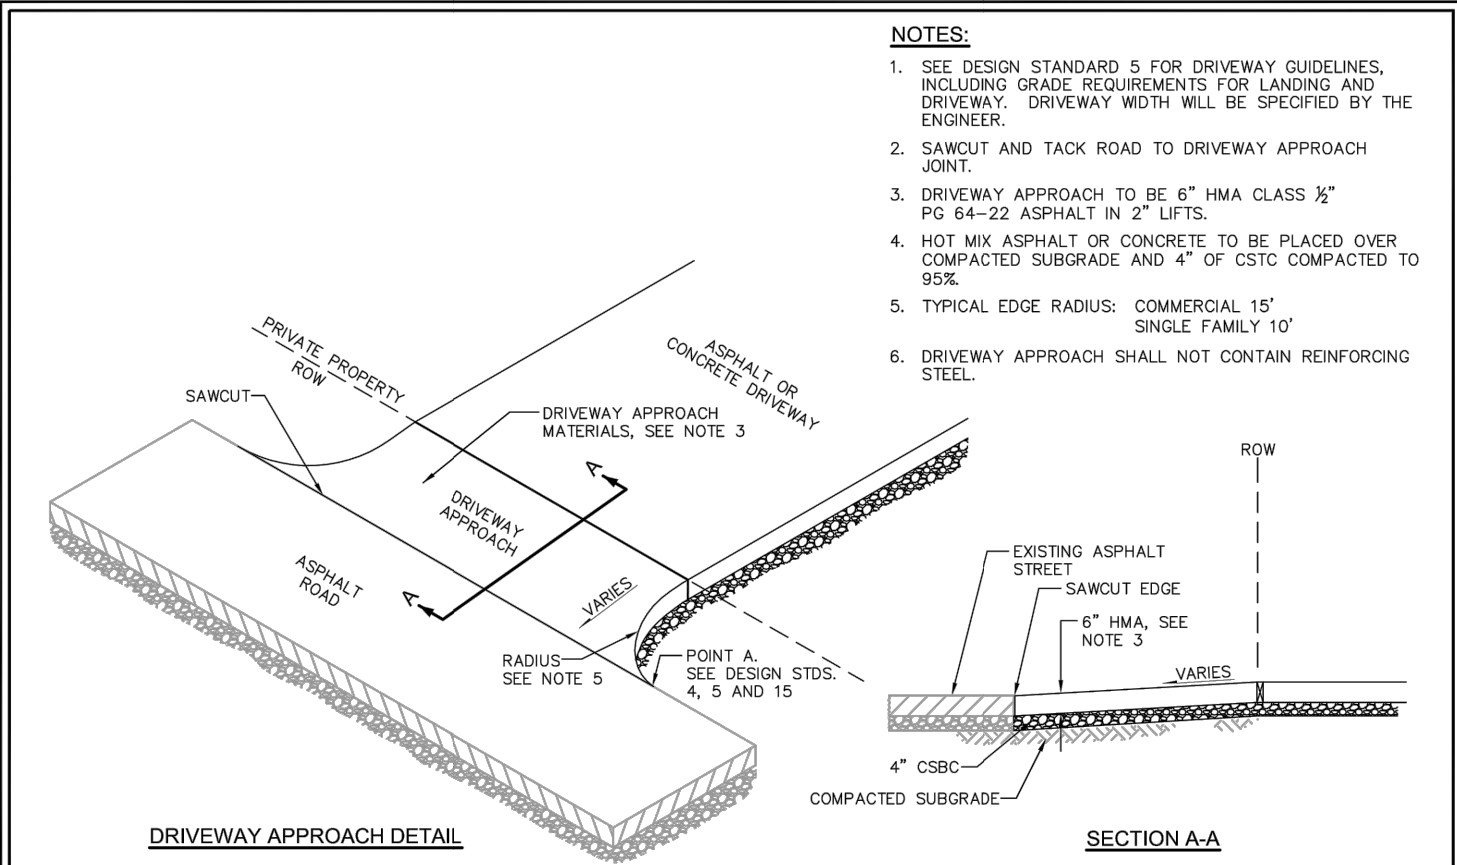 NOTES:
1. SEE DESIGN STANDARD 5 FOR DRIVEWAY GUIDELINES,
INCLUDING GRADE REQUIREMENTS FOR LANDING AND
DRIVEWAY. DRIVEWAY WIDTH WILL BE SPECIFIED BY THE
ENGINEER.
2. SAWCUT AND TACK ROAD TO DRIVEWAY APPROACH
JOINT.
3. DRIVEWAY APPROACH TO BE 6" HMA CLASS ½"
PG 64-22 ASPHALT IN 2" LIFTS.
4. HOT MIX ASPHALT OR CONCRETE TO BE PLACED OVER
COMPACTED SUBGRADE AND 4" OF CSTC COMPACTED TO
95%.
5. TYPICAL EDGE RADIUS: COMMERCIAL 15'
SINGLE FAMILY 10'
6. DRIVEWAY APPROACH SHALL NOT CONTAIN REINFORCING
STEEL.
PRIVATE PROPERTY
ROW
SAWCUT
ASPHALT OR
CONCRETE DRIVEWAY
DRIVEWAY APPROACH
MATERIALS, SEE NOTE 3
A
DRIVEWAY
APPROACH
ASPHALT
ROAD
A
VARIES
RADIUS
SEE NOTE 5
POINT A.
SEE DESIGN STDS.
4, 5 AND 15
DRIVEWAY APPROACH DETAIL
ROW
EXISTING ASPHALT
STREET
SAWCUT EDGE
6" HMA, SEE
NOTE 3
VARIES
4" CSBC
COMPACTED SUBGRADE
SECTION A-A